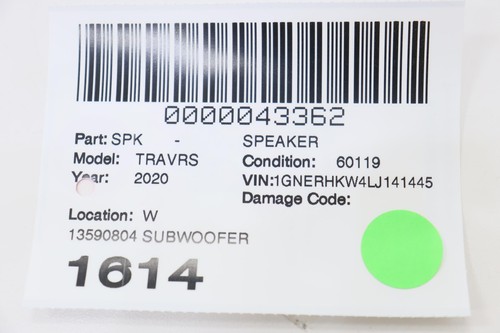 0000043362
Part: SPK - SPEAKER
Model: TRAVRS Condition: 60119
Year: 2020 VIN:1GNERHKW4LJ141445
Damage Code:
Location: W
13590804 SUBWOOFER
1614